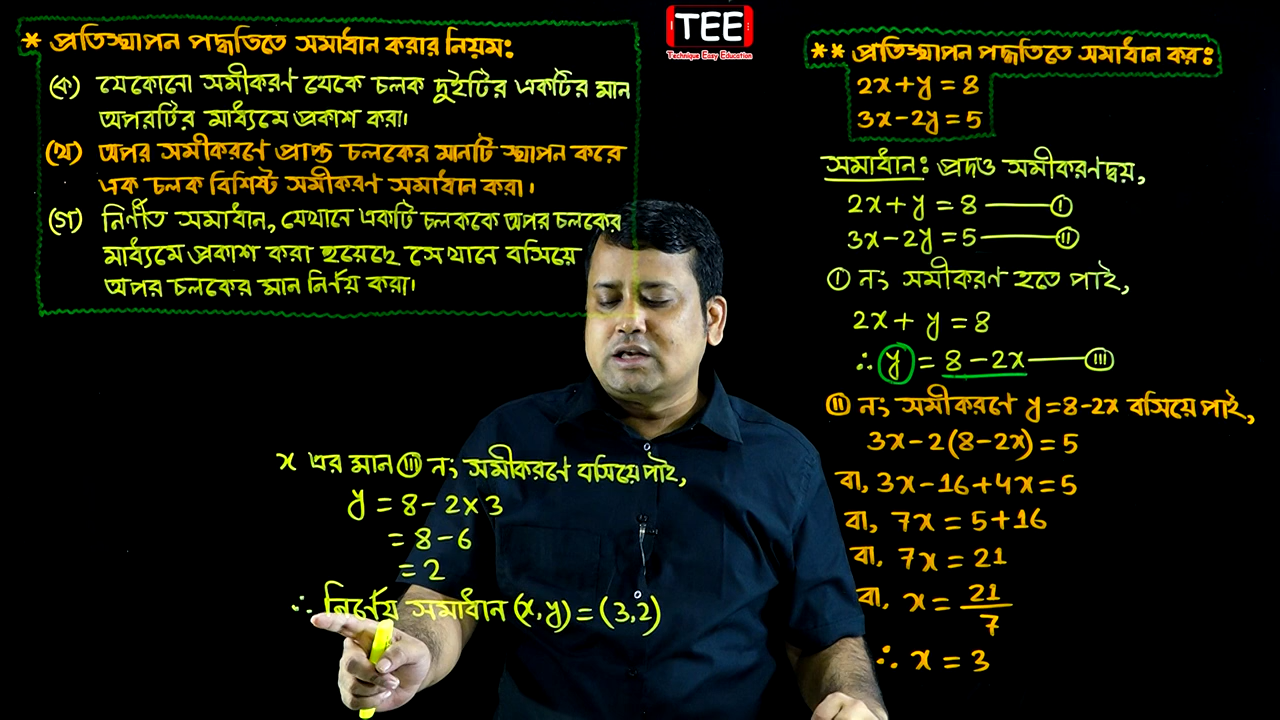 * প্রতিস্থাপন পদ্ধতিতে সমাধান করার নিয়মঃ
(ক) যেকোনো সমীকরণ থেকে চলক দুইটির একটির মান
অপরটির মাধ্যমে প্রকাশ করা।
(খ) অপর সমীকরণে প্রাপ্ত চলকের মানটি স্থাপন করে
এক চলক বিশিষ্ট সমীকরণ সমাধান করা।
(গ) নির্ণীত সমাধান, যেখানে একটি চলককে অপর চলকের
মাধ্যমে প্রকাশ করা হয়েছে সেখানে বসিয়ে
অপর চলকের মান নির্ণয় করা।
TEE
Technique Easy Education
** প্রতিস্থাপন পদ্ধতিতে সমাধান করঃ
2x+y=8
3x-2y=5
সমাধানঃ প্রদত্ত সমীকরণদ্বয়,
2x+y=8 — (i)
3x-2y=5 — (ii)
(i) নং সমীকরণ হতে পাই,
2x+ y = 8
∴ y = 8-2x — (iii)
(ii) নং সমীকরণে y=8-2x বসিয়ে পাই,
3x-2(8-2x)=5
বা, 3x-16+4x=5
বা, 7x=5+16
বা, 7x=21
বা, x=21/7
∴ x=3
x এর মান (iii) নং সমীকরণে বসিয়ে পাই,
y = 8-2×3
= 8-6
= 2
∴ নির্ণেয় সমাধান (x,y)=(3,2)